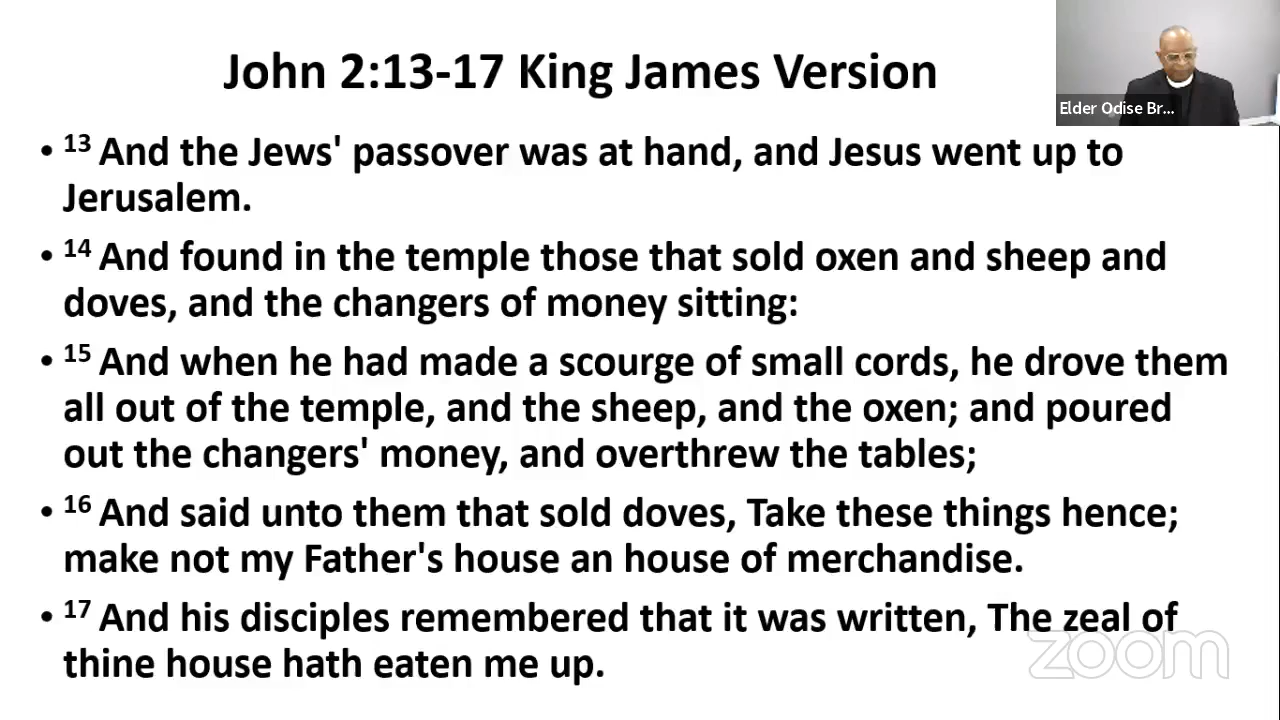 John 2:13-17 King James Version
Elder Odise Br...
• 13 And the Jews' passover was at hand, and Jesus went up to
Jerusalem.
• 14 And found in the temple those that sold oxen and sheep and
doves, and the changers of money sitting:
• 15 And when he had made a scourge of small cords, he drove them
all out of the temple, and the sheep, and the oxen; and poured
out the changers' money, and overthrew the tables;
• 16 And said unto them that sold doves, Take these things hence;
make not my Father's house an house of merchandise.
• 17 And his disciples remembered that it was written, The zeal of
thine house hath eaten me up.
zoom